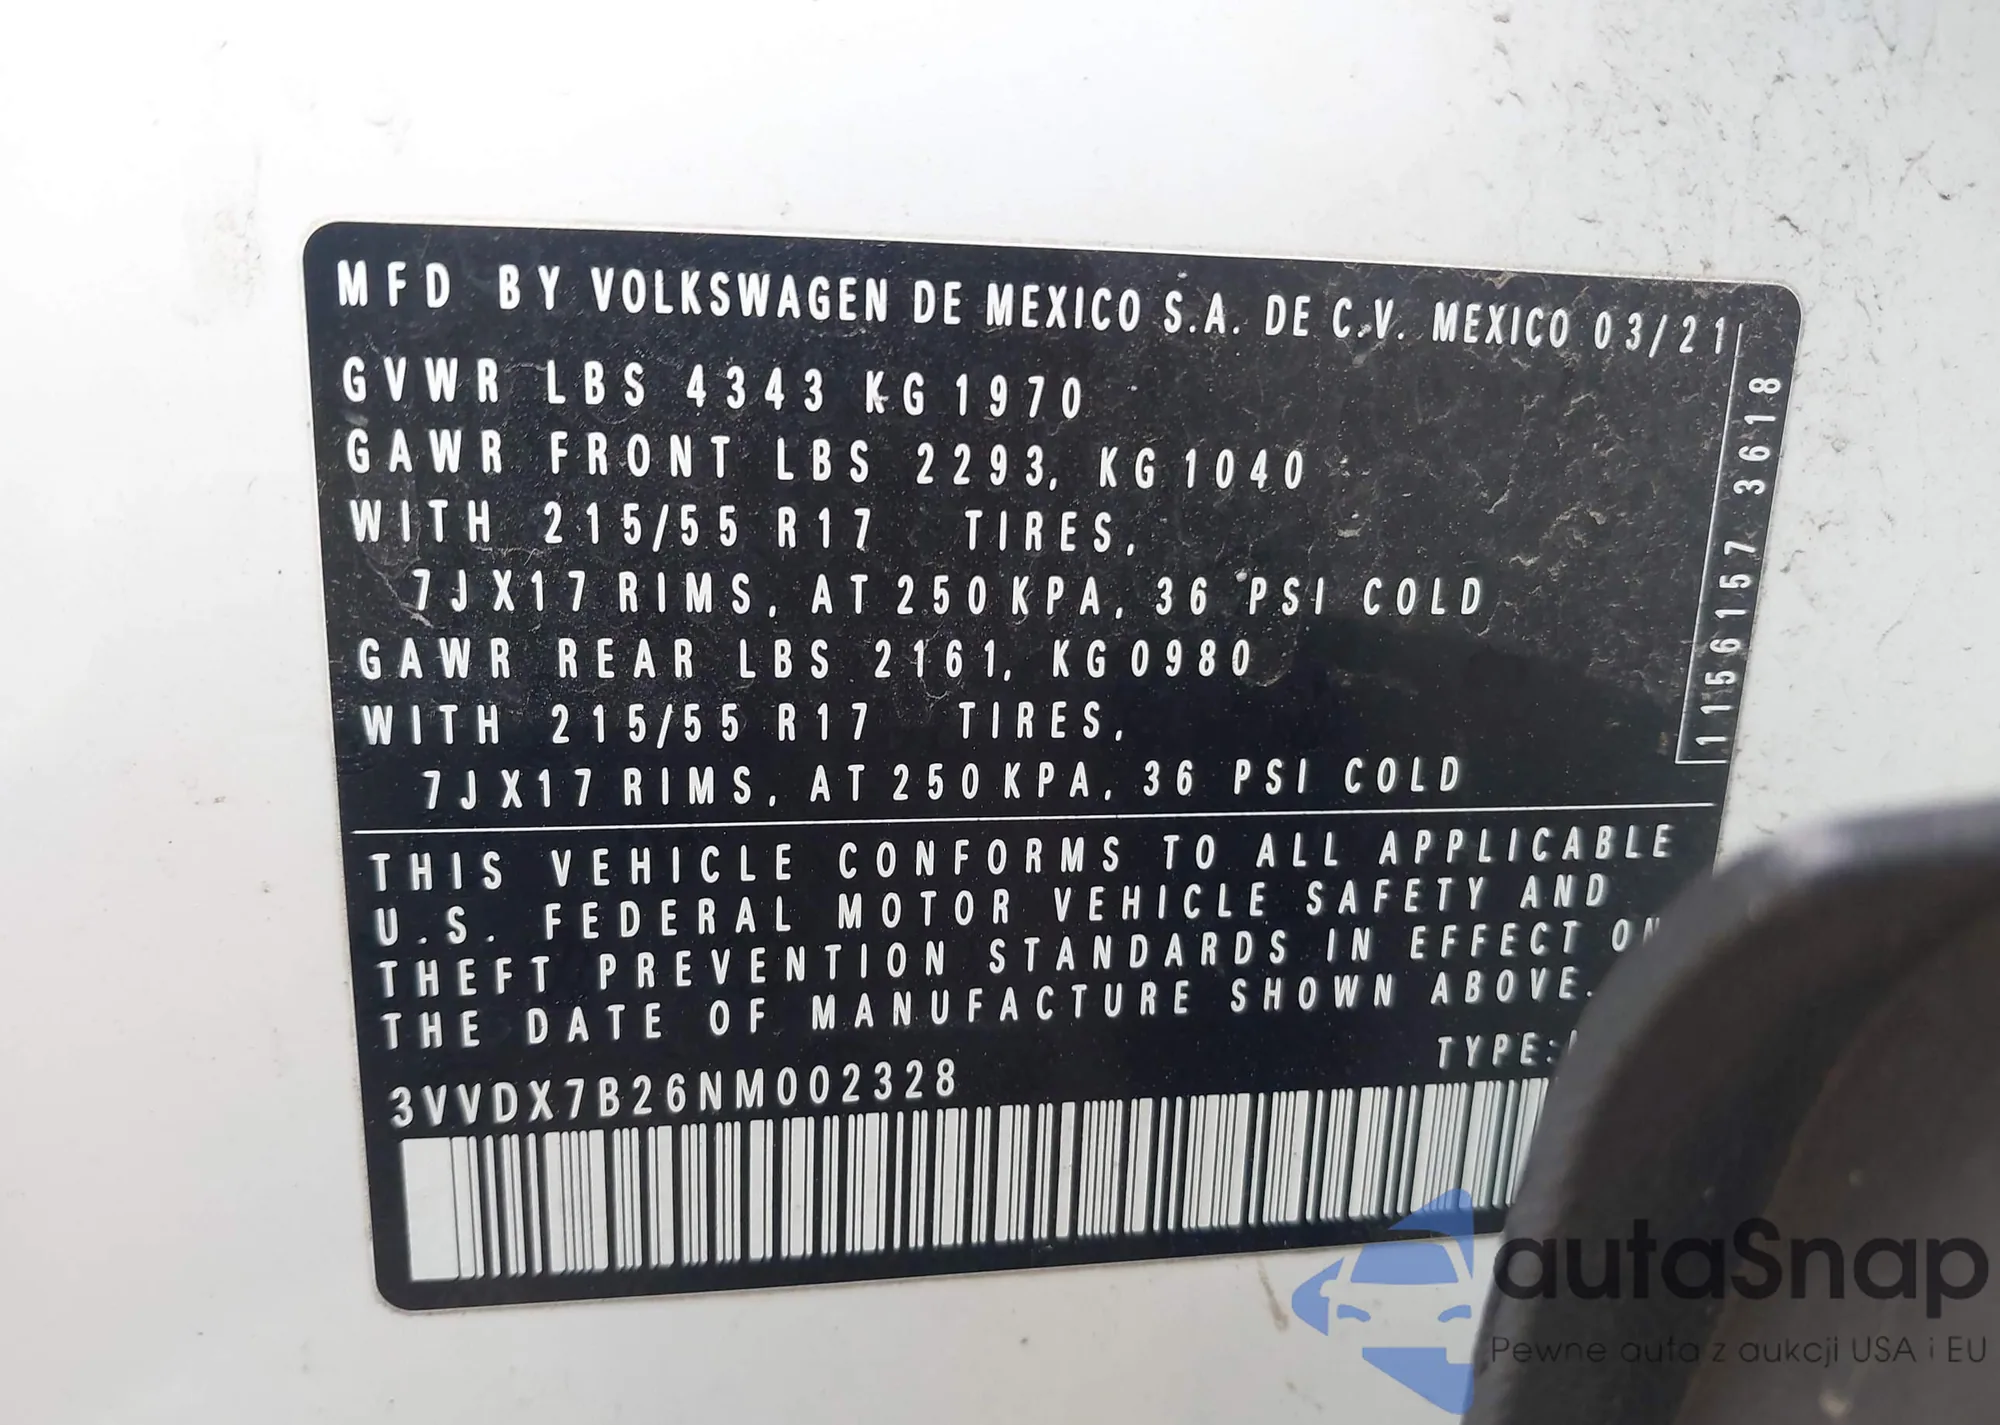 MFD BY VOLKSWAGEN DE MEXICO S.A. DE C.V. MEXICO 03/21
GVWR LBS 4343 KG 1970
GAWR FRONT LBS 2293, KG 1040
WITH 215/55 R17 TIRES,
7JX17 RIMS, AT 250 KPA, 36 PSI COLD
GAWR REAR LBS 2161, KG 0980
WITH 215/55 R17 TIRES,
7JX17 RIMS, AT 250 KPA, 36 PSI COLD
1156157 3618
THIS VEHICLE CONFORMS TO ALL APPLICABLE
U.S. FEDERAL MOTOR VEHICLE SAFETY AND
THEFT PREVENTION STANDARDS IN EFFECT ON
THE DATE OF MANUFACTURE SHOWN ABOVE.
TYPE:
3VVDX7B26NM002328
autaSnap
Pewne auta z aukcji USA i EU